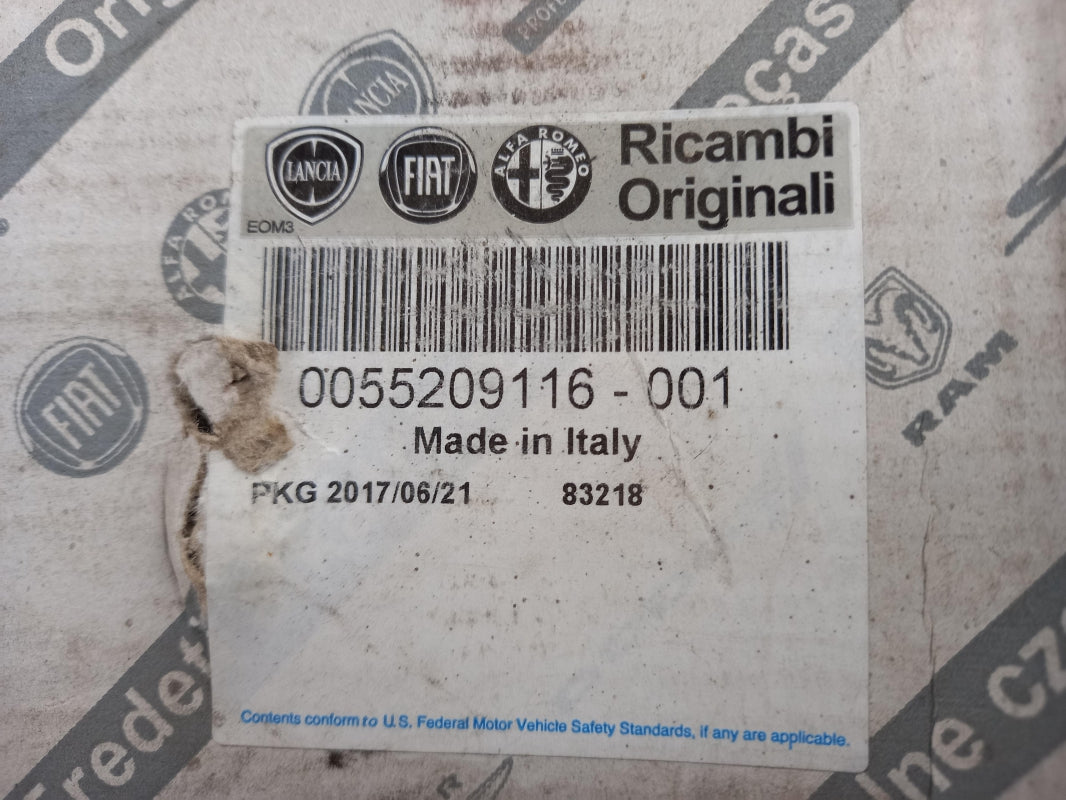 LANCIA
FIAT
ALFA ROMEO
Ricambi
Originali
EOM3
0055209116 - 001
Made in Italy
PKG 2017/06/21 83218
Contents conform to U.S. Federal Motor Vehicle Safety Standards, if any are applicable.
LANCIA
FIAT
RAM